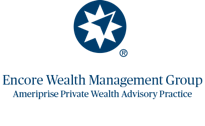 ®
Encore Wealth Management Group
Ameriprise Private Wealth Advisory Practice